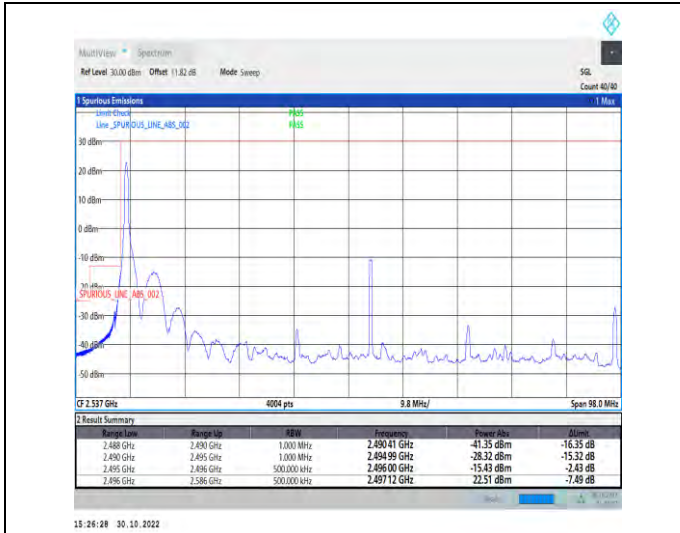 MultiView Spectrum
Ref Level 30.00 dBm Offset 11.82 dB Mode Sweep SGL
Count 40/40
1 Spurious Emissions 1 Max
Limit Check PASS
Line _SPURIOUS_LINE_ABS_002 PASS
30 dBm
20 dBm
10 dBm
0 dBm
-10 dBm
-20 dBm
_SPURIOUS_LINE_ABS_002
-30 dBm
-40 dBm
-50 dBm
CF 2.537 GHz 4004 pts 9.8 MHz/ Span 98.0 MHz
2 Result Summary
Range Low Range Up RBW Frequency Power Abs ΔLimit
2.488 GHz 2.490 GHz 1.000 MHz 2.490 41 GHz -41.35 dBm -16.35 dB
2.490 GHz 2.495 GHz 1.000 MHz 2.494 99 GHz -28.32 dBm -15.32 dB
2.495 GHz 2.496 GHz 500.000 kHz 2.496 00 GHz -15.43 dBm -2.43 dB
2.496 GHz 2.586 GHz 500.000 kHz 2.497 12 GHz 22.51 dBm -7.49 dB
15:26:28 30.10.2022